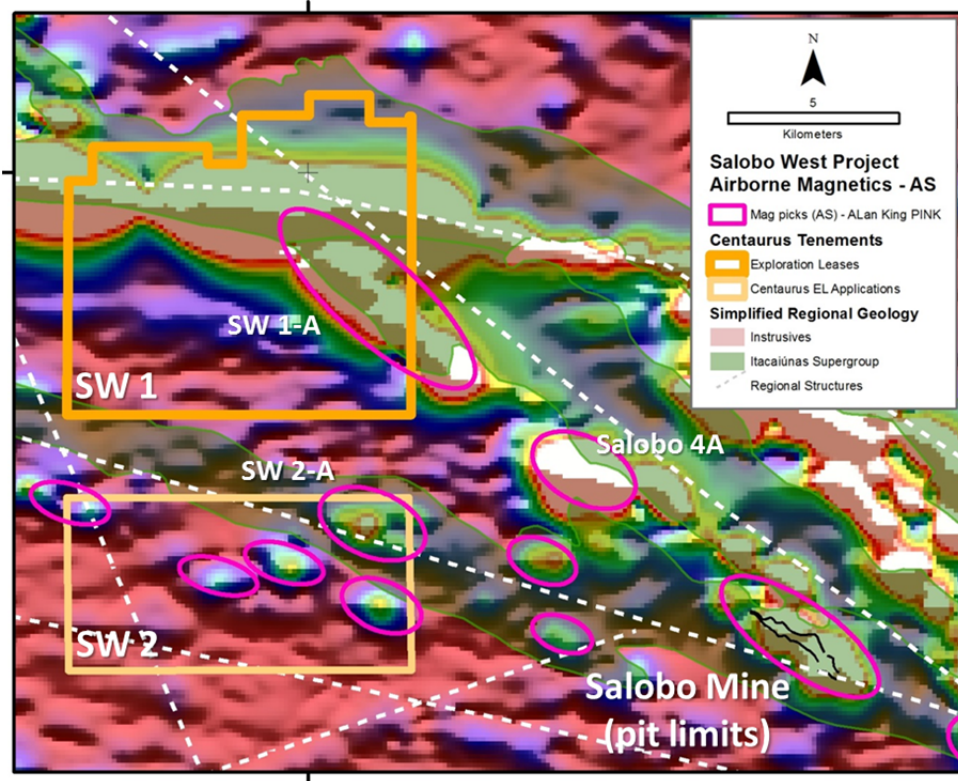 N
5
Kilometers
Salobo West Project
Airborne Magnetics - AS
Mag picks (AS) - ALan King PINK
Centaurus Tenements
Exploration Leases
Centaurus EL Applications
Simplified Regional Geology
Instrusives
Itacaiúnas Supergroup
Regional Structures
SW 1-A
SW 1
Salobo 4A
SW 2-A
SW 2
Salobo Mine
(pit limits)